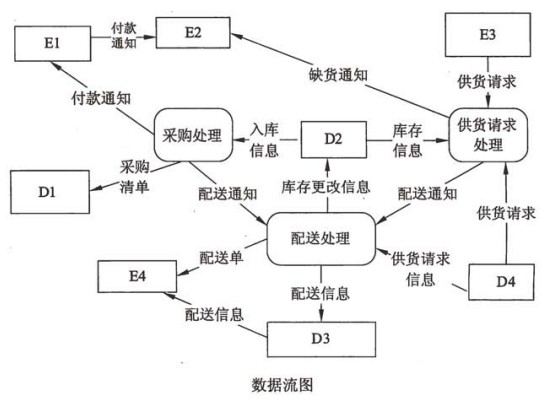 E1
付款
通知
E2
E3
付款通知
缺货通知
供货请求
采购处理
入库
信息
D2
库存
信息
供货请求
处理
D1
采购
清单
配送通知
库存更改信息
配送通知
供货请求
配送处理
E4
配送单
配送信息
供货请求
信息
D4
配送信息
D3
数据流图